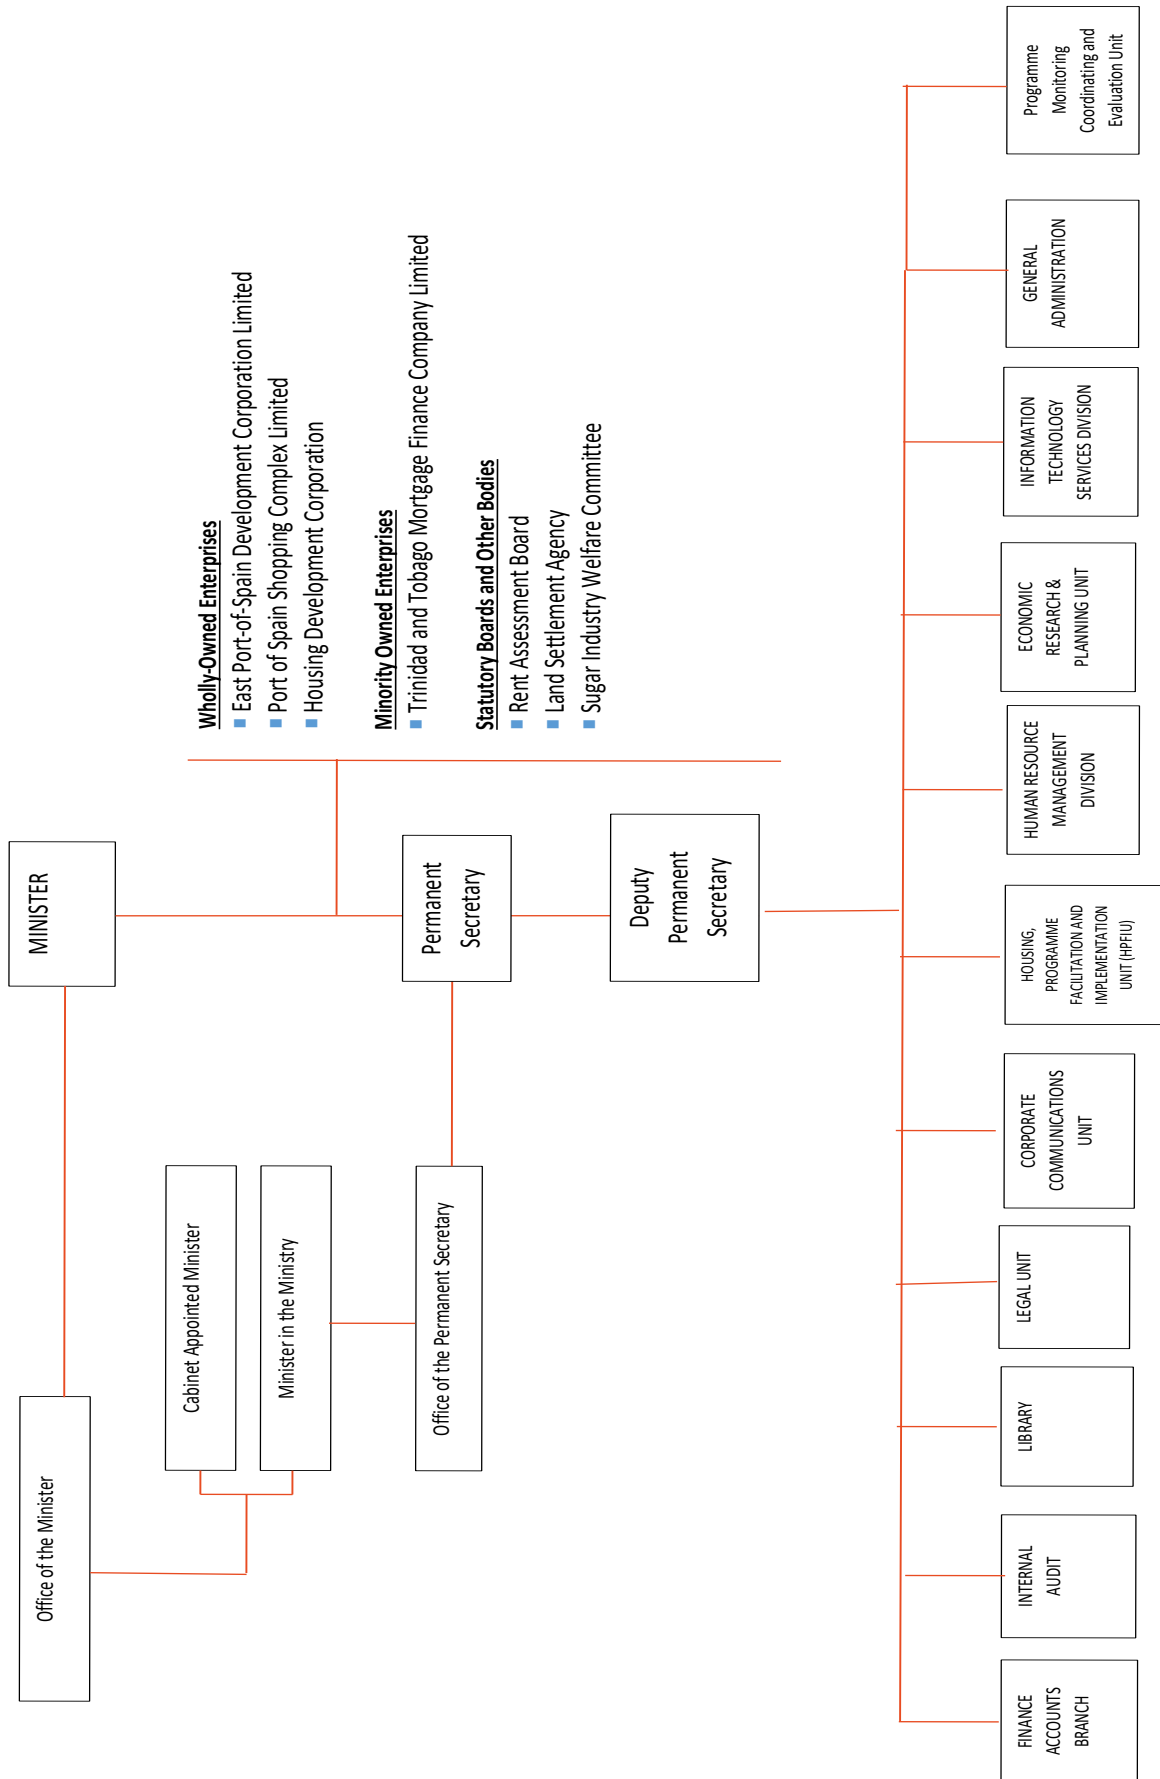 MINISTER
Office of the Minister
Cabinet Appointed Minister
Minister in the Ministry
Office of the Permanent Secretary
Permanent
Secretary
Deputy
Permanent
Secretary
Wholly-Owned Enterprises
East Port-of-Spain Development Corporation Limited
Port of Spain Shopping Complex Limited
Housing Development Corporation
Minority Owned Enterprises
Trinidad and Tobago Mortgage Finance Company Limited
Statutory Boards and Other Bodies
Rent Assessment Board
Land Settlement Agency
Sugar Industry Welfare Committee
FINANCE
ACCOUNTS
BRANCH
INTERNAL
AUDIT
LIBRARY
LEGAL UNIT
CORPORATE
COMMUNICATIONS
UNIT
HOUSING,
PROGRAMME
FACILITATION AND
IMPLEMENTATION
UNIT (HPFIU)
HUMAN RESOURCE
MANAGEMENT
DIVISION
ECONOMIC
RESEARCH &
PLANNING UNIT
INFORMATION
TECHNOLOGY
SERVICES DIVISION
GENERAL
ADMINISTRATION
Programme
Monitoring
Coordinating and
Evaluation Unit